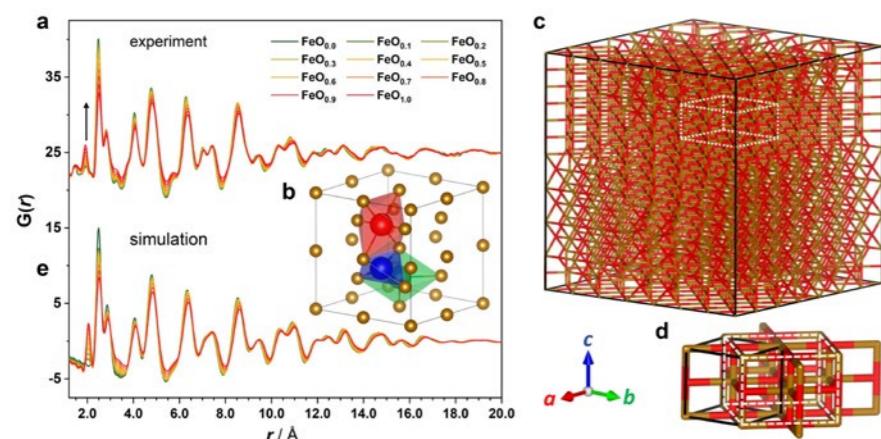 a
experiment
FeO0.0 FeO0.1 FeO0.2
FeO0.3 FeO0.4 FeO0.5
FeO0.6 FeO0.7 FeO0.8
FeO0.9 FeO1.0
35
25
15
5
-5
G(r)
b
simulation
e
2.0 4.0 6.0 8.0 10.0 12.0 14.0 16.0 18.0 20.0
r / Å
c
d
c
a b